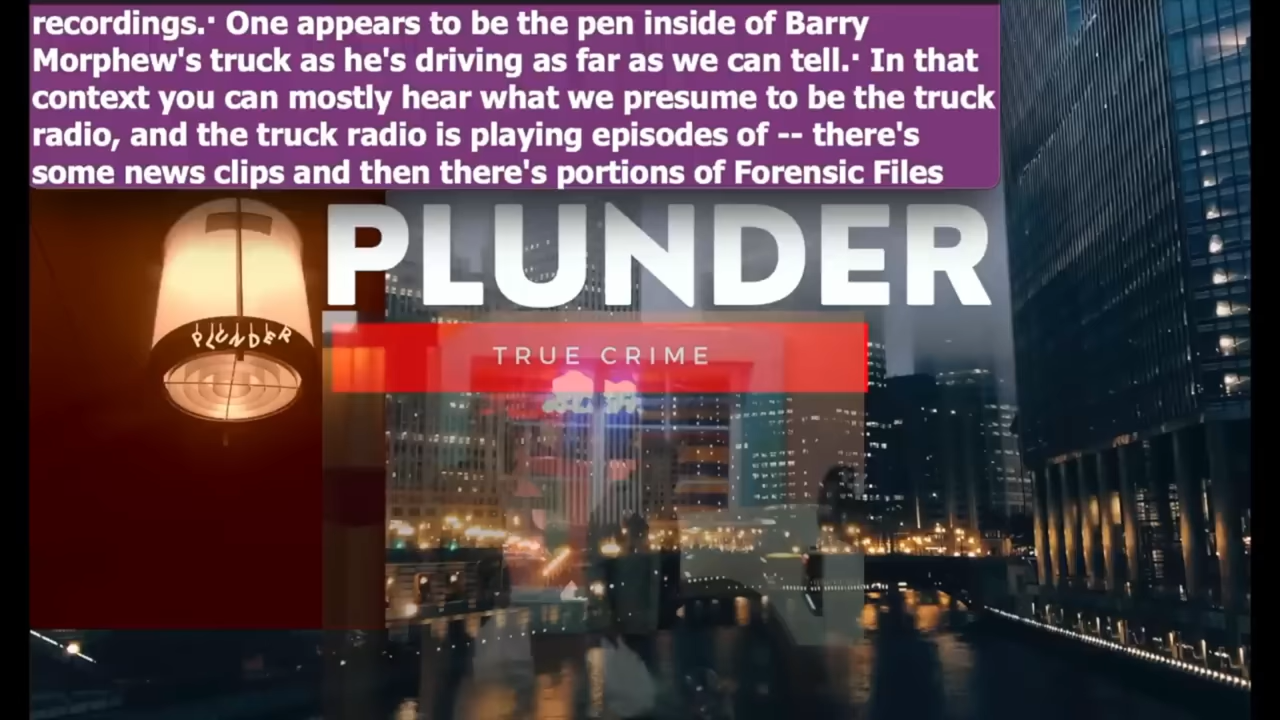 recordings.· One appears to be the pen inside of Barry
Morphew's truck as he's driving as far as we can tell.· In that
context you can mostly hear what we presume to be the truck
radio, and the truck radio is playing episodes of -- there's
some news clips and then there's portions of Forensic Files
PLUNDER
PLUNDER
TRUE CRIME